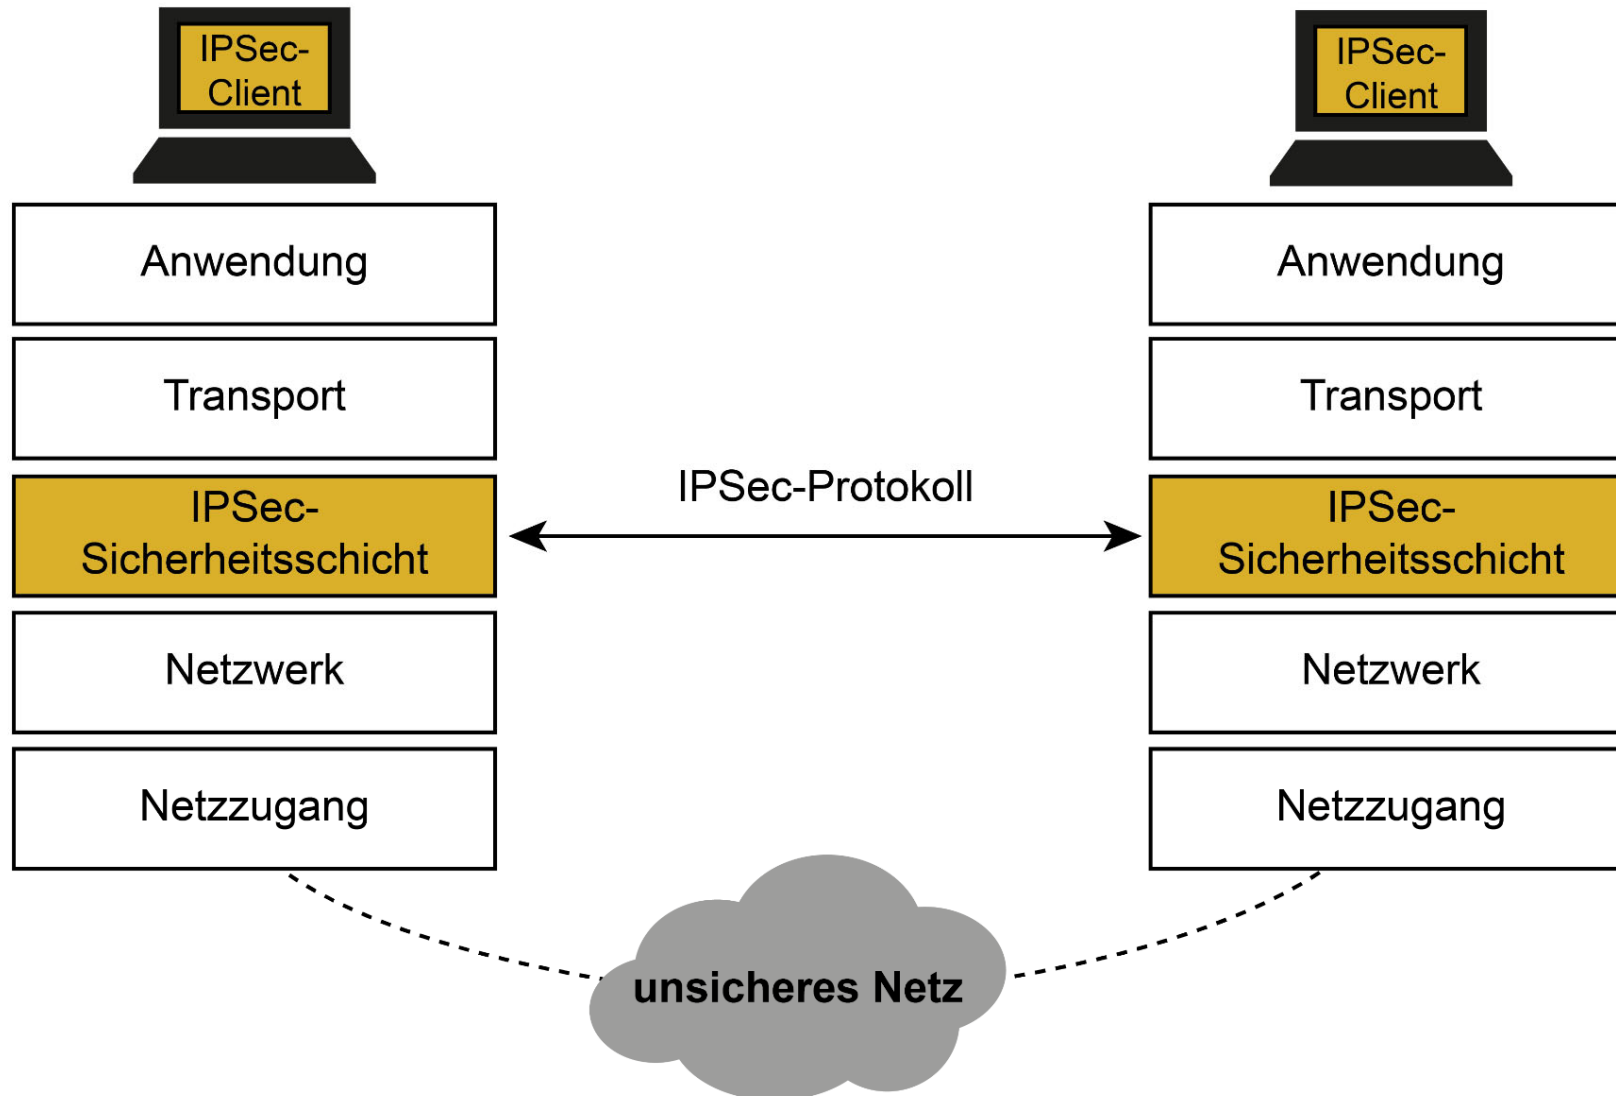 IPSec-
Client
IPSec-
Client
Anwendung
Anwendung
Transport
Transport
IPSec-Protokoll
IPSec-
Sicherheitsschicht
IPSec-
Sicherheitsschicht
Netzwerk
Netzwerk
Netzzugang
Netzzugang
unsicheres Netz